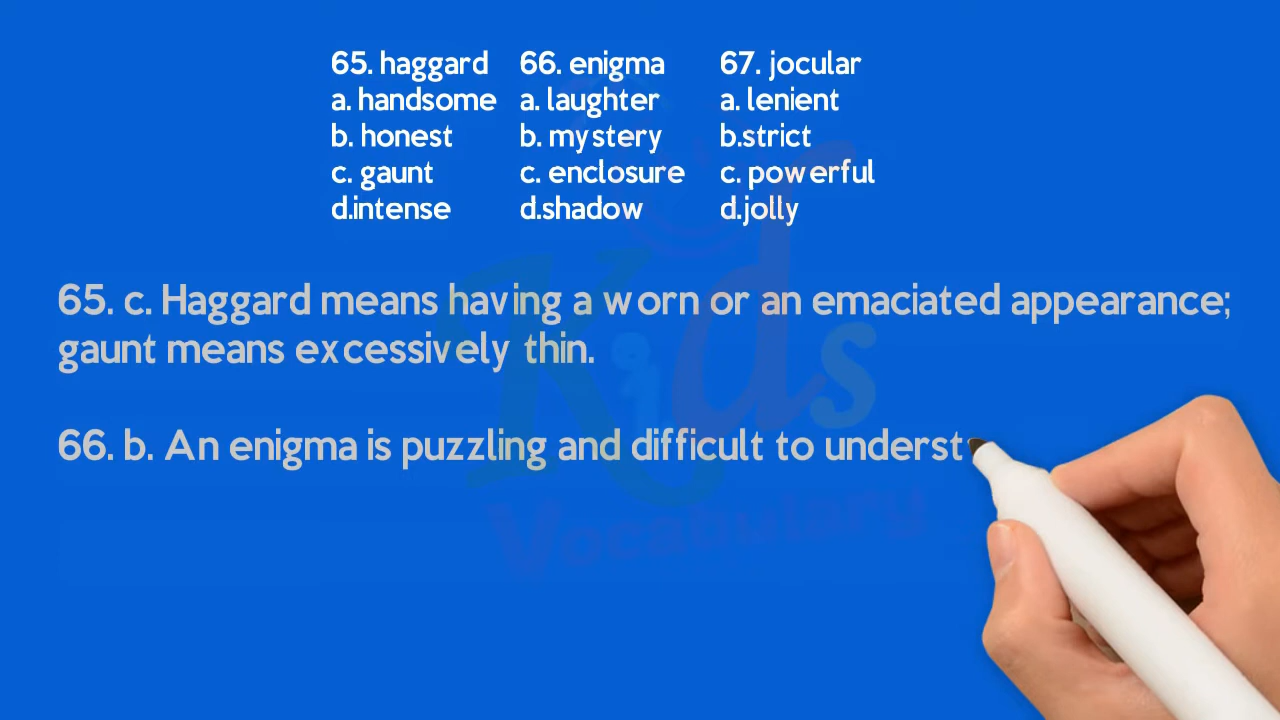 65. haggard 66. enigma 67. jocular
a. handsome a. laughter a. lenient
b. honest b. mystery b.strict
c. gaunt c. enclosure c. powerful
d.intense d.shadow d.jolly
65. c. Haggard means having a worn or an emaciated appearance;
gaunt means excessively thin.
66. b. An enigma is puzzling and difficult to underst
Kids
Vocabulary